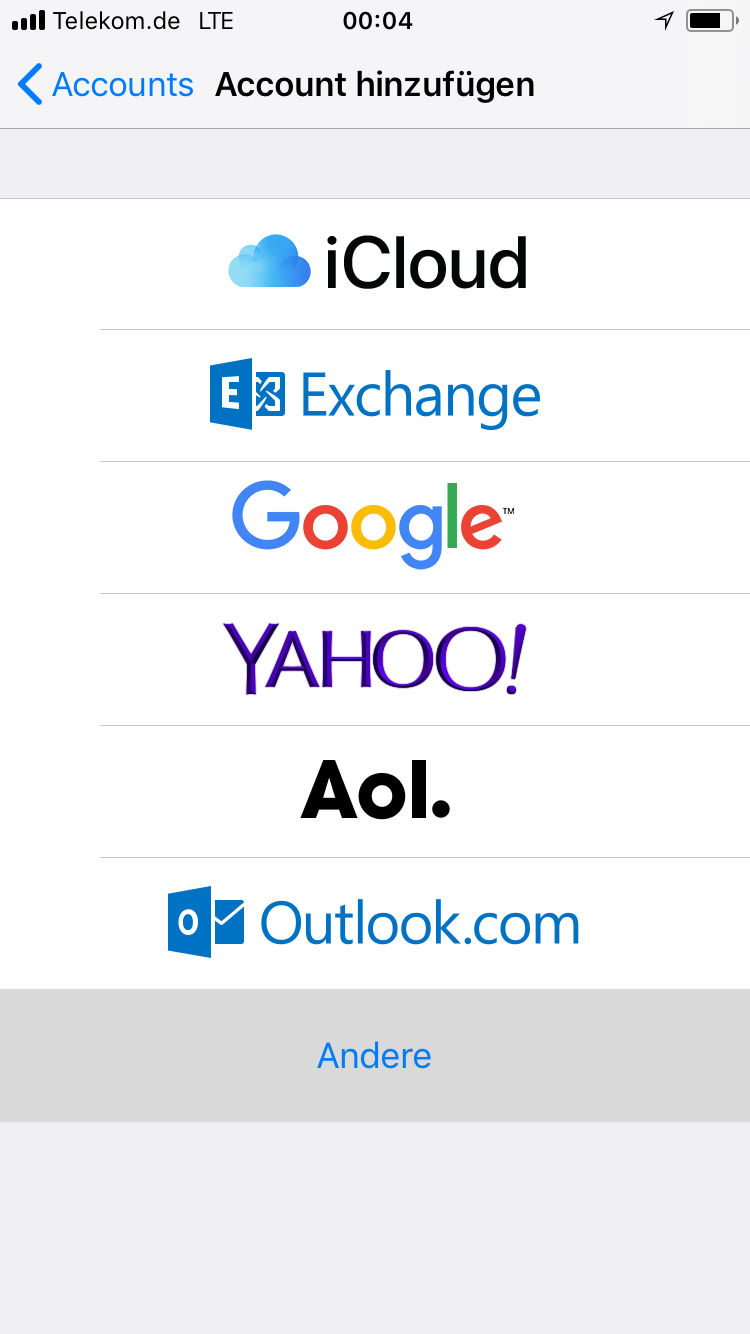 Telekom.de LTE 00:04
Accounts Account hinzufügen
iCloud
E Exchange
Google™
YAHOO!
Aol.
O Outlook.com
Andere